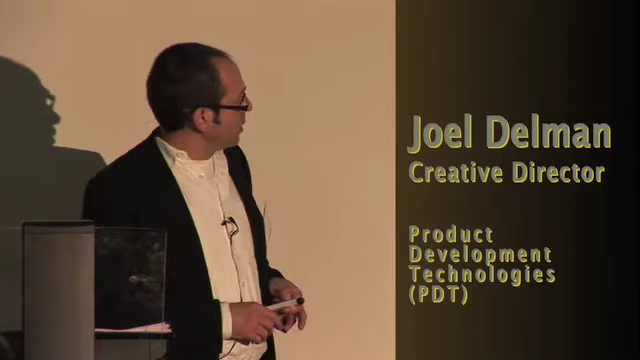 Joel Delman
Creative Director
Product
Development
Technologies
(PDT)